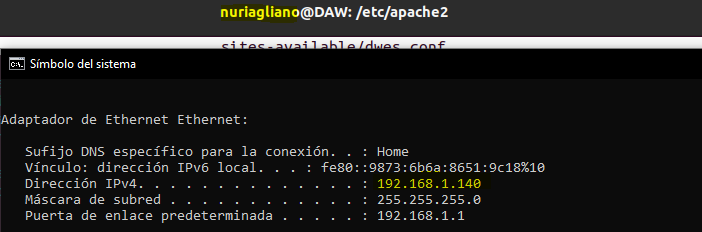 nuriagliano@DAW: /etc/apache2
sites-available/dwes.conf
Símbolo del sistema
Adaptador de Ethernet Ethernet:
Sufijo DNS específico para la conexión. . : Home
Vínculo: dirección IPv6 local. . . : fe80::9873:6b6a:8651:9c18%10
Dirección IPv4. . . . . . . . . . . . . . : 192.168.1.140
Máscara de subred . . . . . . . . . . . . : 255.255.255.0
Puerta de enlace predeterminada . . . . . : 192.168.1.1